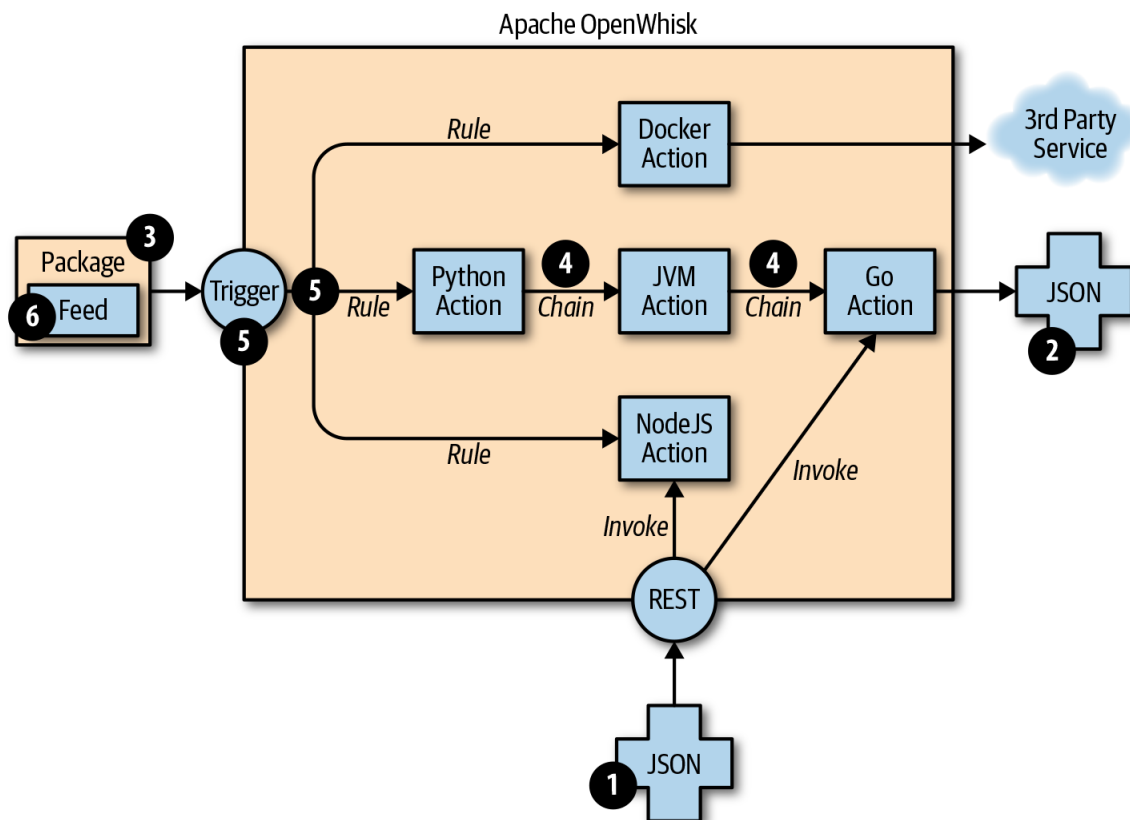 Apache OpenWhisk
Rule
Docker
Action
3rd Party
Service
3
Package
6
Feed
Trigger
5
5
Rule
Python
Action
4
Chain
JVM
Action
4
Chain
Go
Action
JSON
2
Rule
NodeJS
Action
Invoke
Invoke
REST
JSON
1